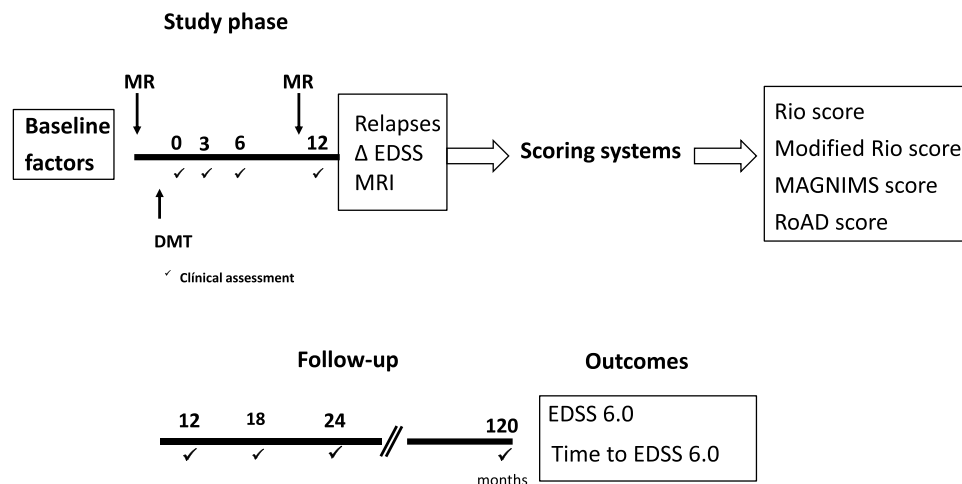 Study phase
MR
MR
Baseline
factors
0 3 6 12
Relapses
Δ EDSS
MRI
Scoring systems
Rio score
Modified Rio score
MAGNIMS score
RoAD score
✓ ✓ ✓ ✓
DMT
✓ Clínical assessment
Follow-up
Outcomes
12 18 24 120
✓ ✓ ✓ ✓
months
EDSS 6.0
Time to EDSS 6.0